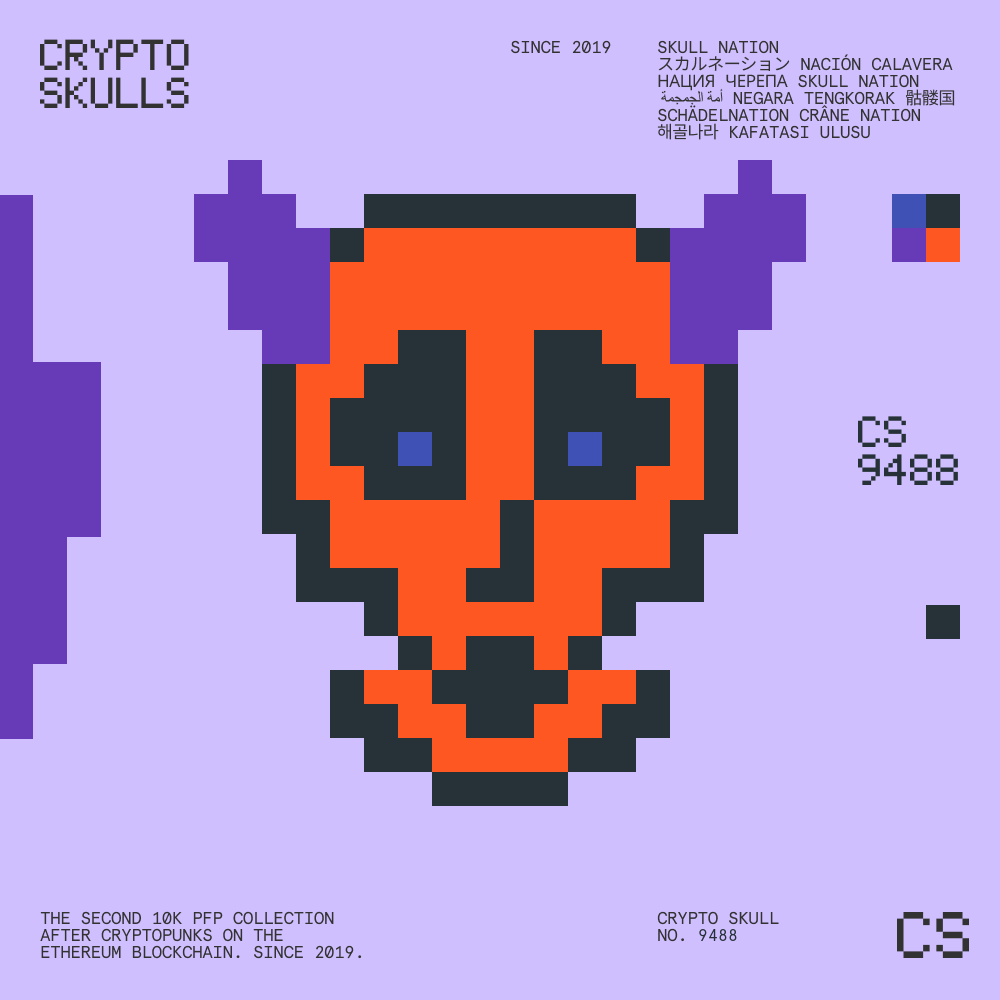 CRYPTO
SKULLS
SINCE 2019
SKULL NATION
スカルネーション NACIÓN CALAVERA
НАЦИЯ ЧЕРЕПА SKULL NATION
أمة الجمجمة NEGARA TENGKORAK 骷髅国
SCHÄDELNATION CRÂNE NATION
해골나라 KAFATASI ULUSU
CS
9488
THE SECOND 10K PFP COLLECTION
AFTER CRYPTOPUNKS ON THE
ETHEREUM BLOCKCHAIN. SINCE 2019.
CRYPTO SKULL
NO. 9488
CS